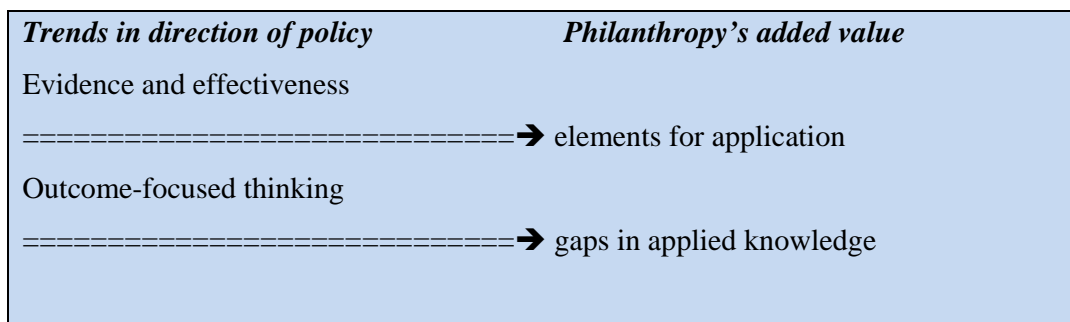 Trends in direction of policy Philanthropy’s added value
Evidence and effectiveness
=============================➔ elements for application
Outcome-focused thinking
=============================➔ gaps in applied knowledge